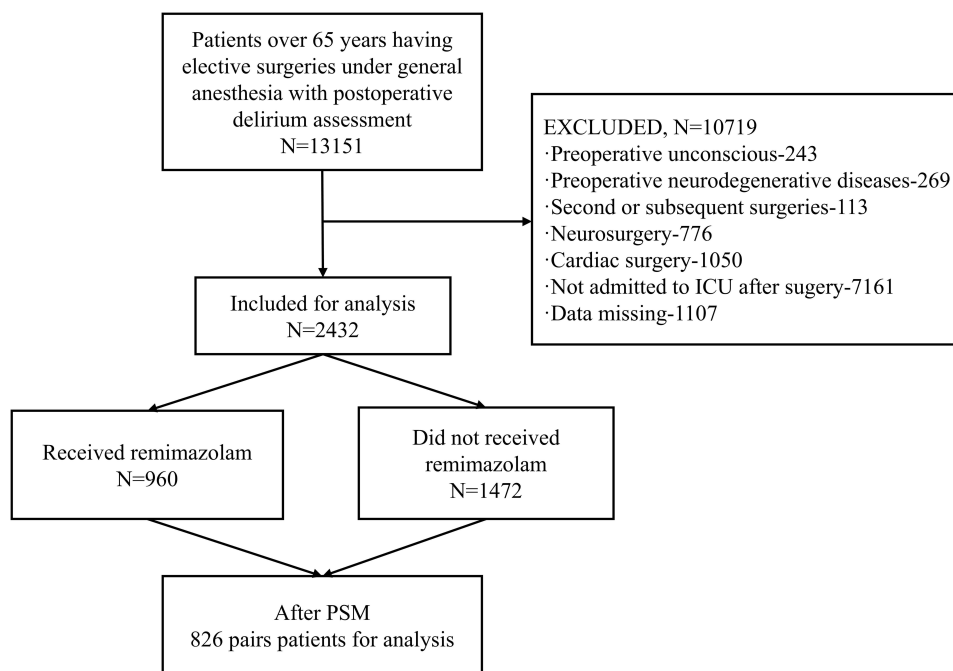 Patients over 65 years having
elective surgeries under general
anesthesia with postoperative
delirium assessment
N=13151
EXCLUDED, N=10719
·Preoperative unconscious-243
·Preoperative neurodegenerative diseases-269
·Second or subsequent surgeries-113
·Neurosurgery-776
·Cardiac surgery-1050
·Not admitted to ICU after sugery-7161
·Data missing-1107
Included for analysis
N=2432
Received remimazolam
N=960
Did not received
remimazolam
N=1472
After PSM
826 pairs patients for analysis